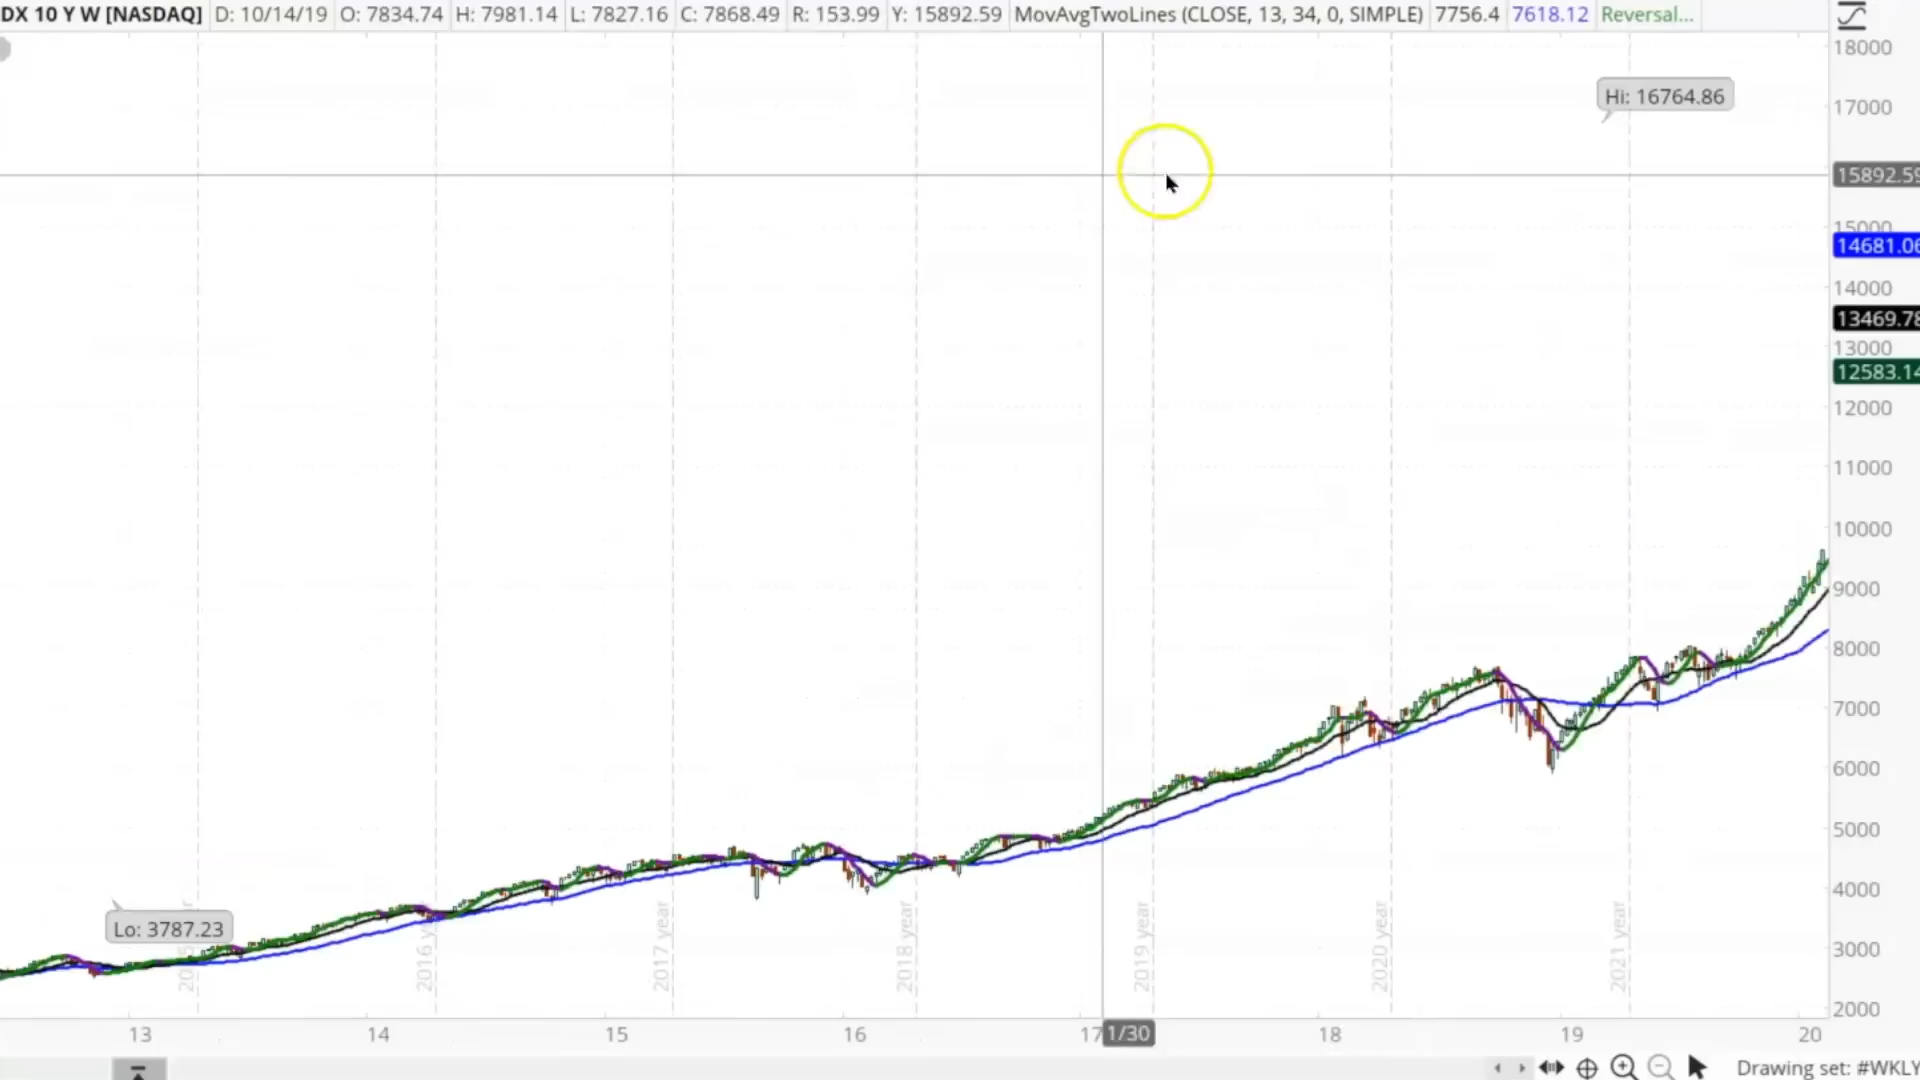 DX 10 Y W [NASDAQ] D: 10/14/19 O: 7834.74 H: 7981.14 L: 7827.16 C: 7868.49 R: 153.99 Y: 15892.59 MovAvgTwoLines (CLOSE, 13, 34, 0, SIMPLE) 7756.4 7618.12 Reversal...
18000
Hi: 16764.86
17000
15892.59
15000
14681.06
14000
13469.78
13000
12583.14
12000
11000
10000
9000
8000
7000
6000
5000
4000
Lo: 3787.23
3000
2016 year
2017 year
2018 year
2019 year
2020 year
2021 year
2000
13 14 15 16 17 1/30 18 19 20
Drawing set: #WKLY